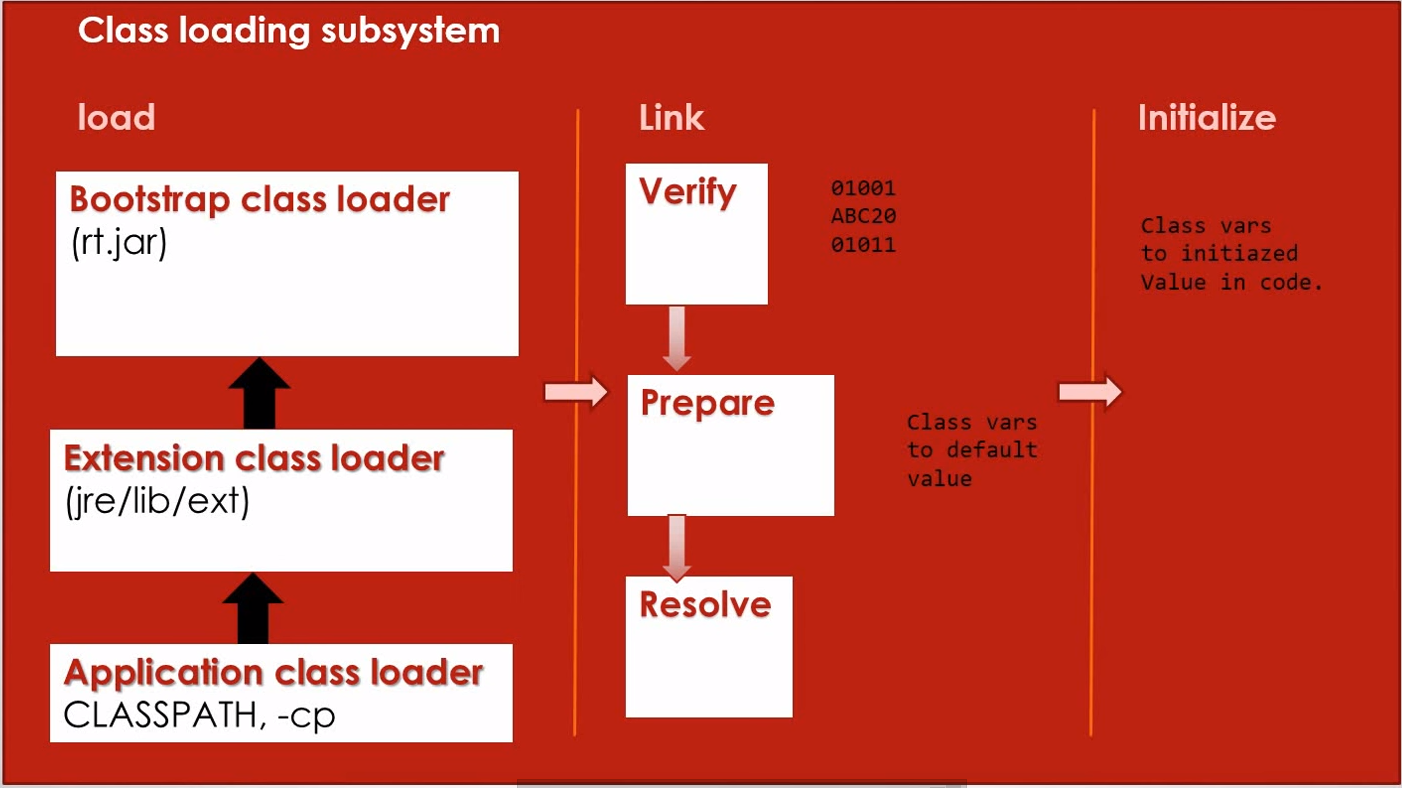 Class loading subsystem
load
Bootstrap class loader
(rt.jar)
Extension class loader
(jre/lib/ext)
Application class loader
CLASSPATH, -cp
Link
Verify
01001
ABC20
01011
Prepare
Class vars
to default
value
Resolve
Initialize
Class vars
to initiazed
Value in code.